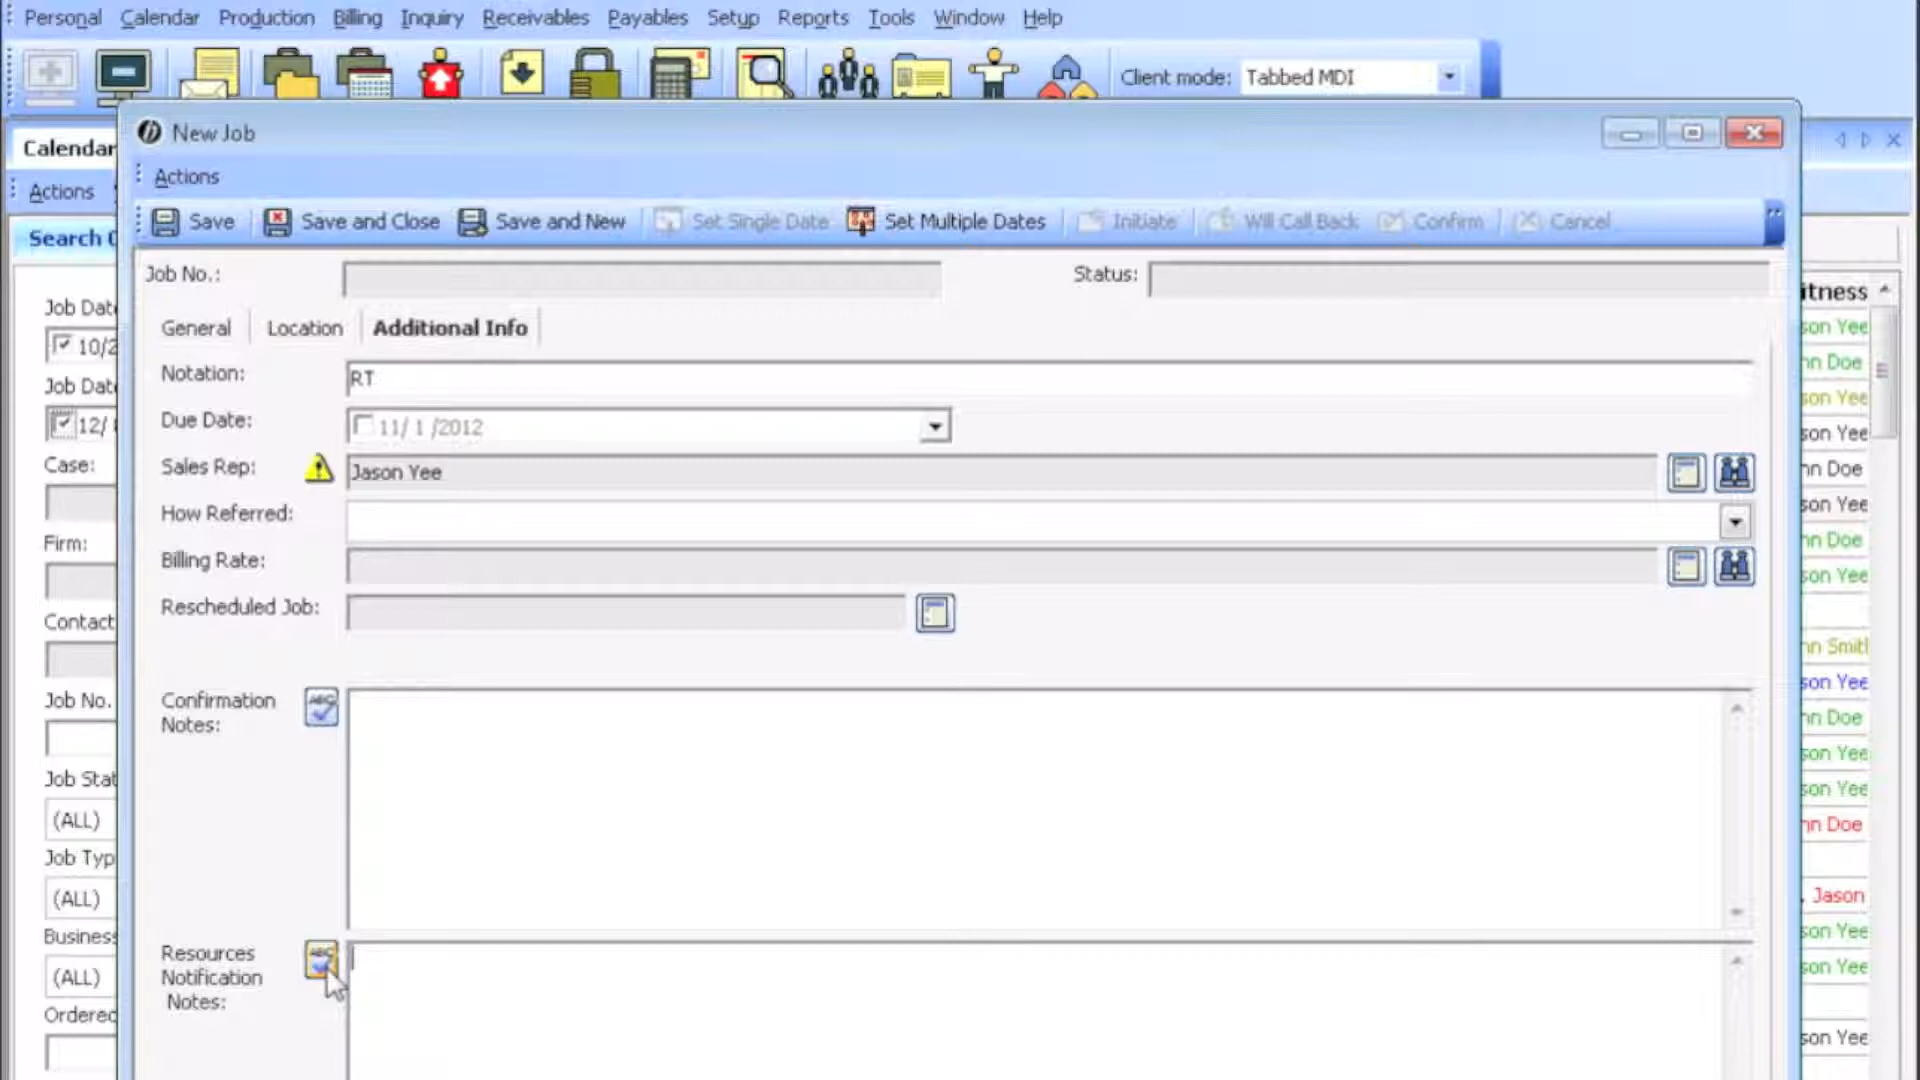 Personal Calendar Production Billing Inquiry Receivables Payables Setup Reports Tools Window Help
Client mode: Tabbed MDI
New Job
Calendar
Actions
Actions
Save Save and Close Save and New Set Single Date Set Multiple Dates Initiate Will Call Back Confirm Cancel
Search
Job No.: Status:
General Location Additional Info
Notation: RT
Due Date: 11/ 1 /2012
Sales Rep: Jason Yee
How Referred:
Billing Rate:
Rescheduled Job:
Confirmation
Notes:
ABC
Resources
Notification
Notes:
ABC
Job Date
10/2
Job Date
12/
Case:
Firm:
Contact
Job No.
Job Stat
(ALL)
Job Typ
(ALL)
Business
(ALL)
Ordered
itness
son Yee
nn Doe
son Yee
son Yee
nn Doe
son Yee
nn Doe
son Yee
nn Smitl
son Yee
nn Doe
son Yee
son Yee
nn Doe
. Jason
son Yee
son Yee
son Yee